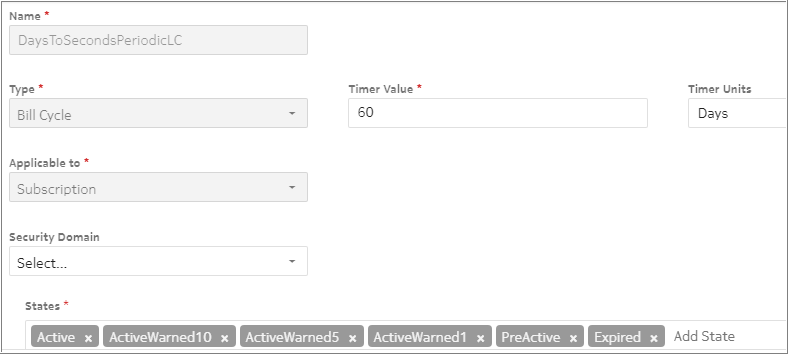 Name *
DaysToSecondsPeriodicLC
Type * Timer Value * Timer Units
Bill Cycle 60 Days
Applicable to *
Subscription
Security Domain
Select...
States *
Active × ActiveWarned10 × ActiveWarned5 × ActiveWarned1 × PreActive × Expired × Add State